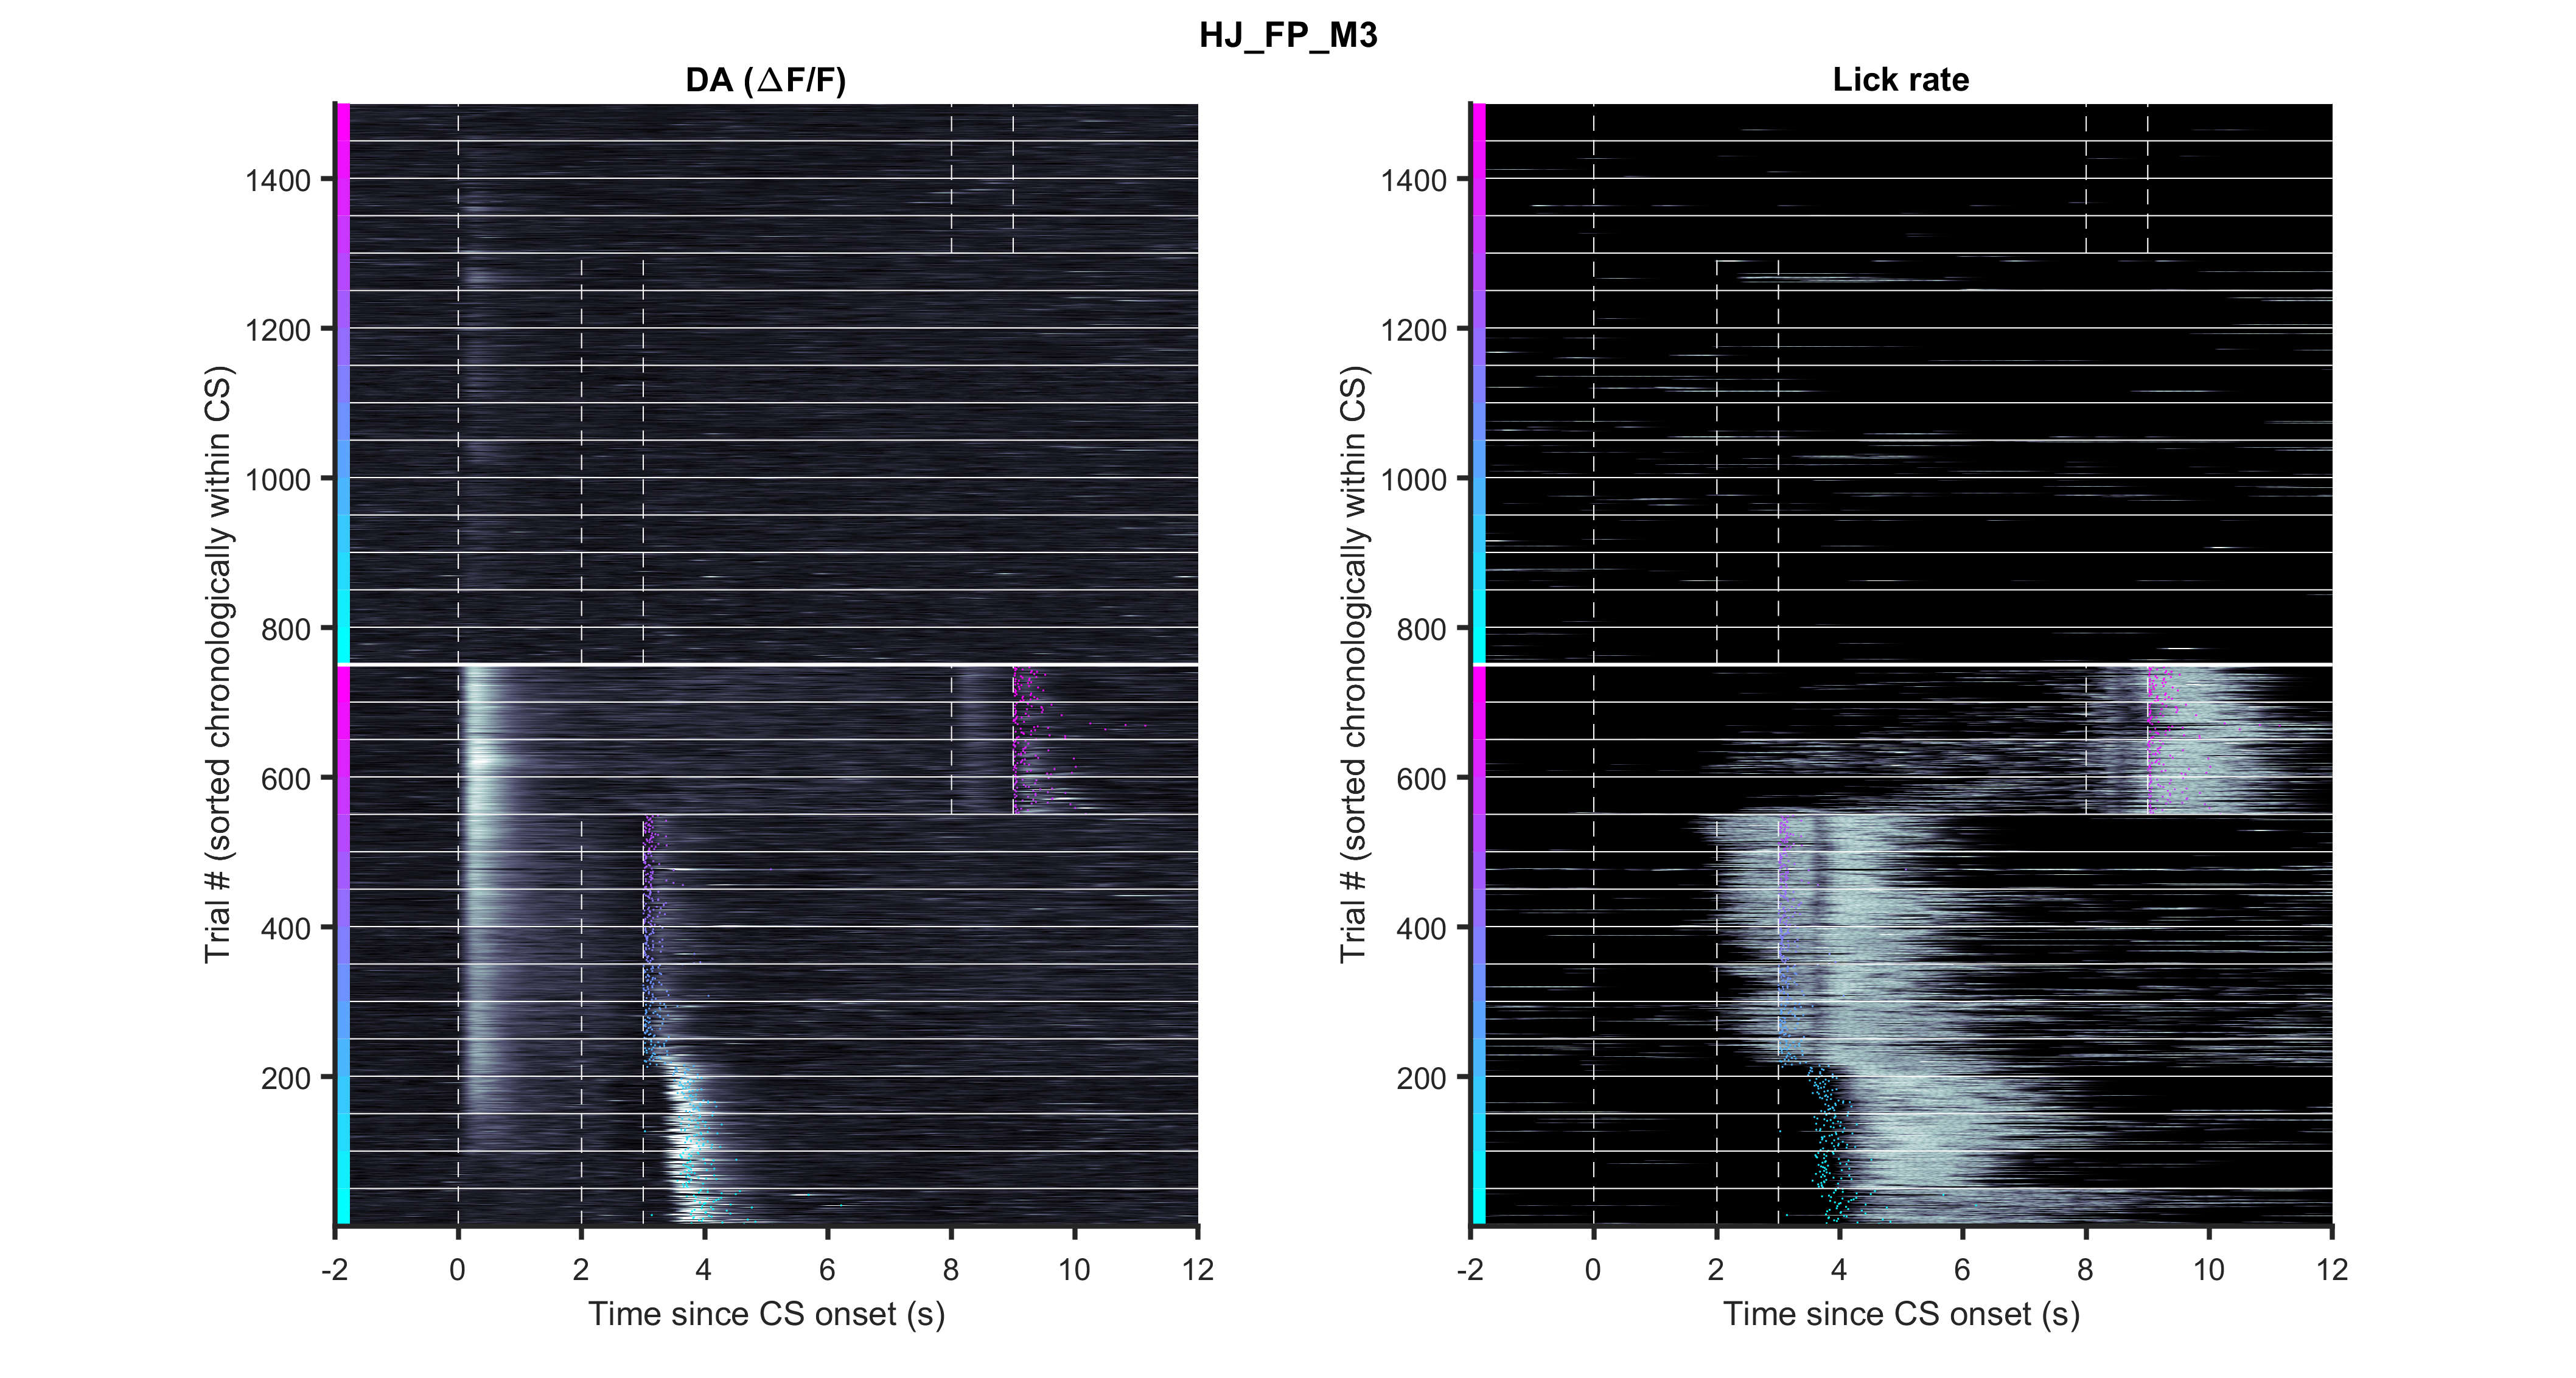 HJ_FP_M3
DA (ΔF/F)
Trial # (sorted chronologically within CS)
1400
1200
1000
800
600
400
200
-2 0 2 4 6 8 10 12
Time since CS onset (s)
Lick rate
Trial # (sorted chronologically within CS)
1400
1200
1000
800
600
400
200
-2 0 2 4 6 8 10 12
Time since CS onset (s)